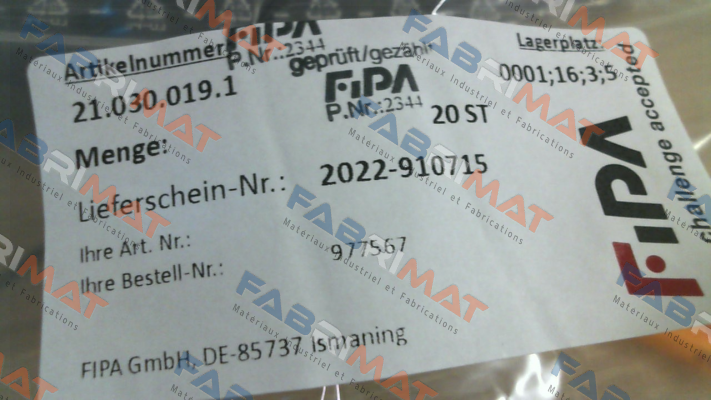 FIPA
P.Nr.:2344
geprüft/gezählt
Artikelnummer:
21.030.019.1
Lagerplatz:
0001;16;3;5
FIPA
P.Nr.:2344
Menge:
20 ST
Lieferschein-Nr.:
2022-910715
Ihre Art. Nr.:
Ihre Bestell-Nr.:
977567
FIPA GmbH, DE-85737 Ismaning
FIPA
challenge accepted
FABRIMAT
Materiaux Industriel et Fabrications